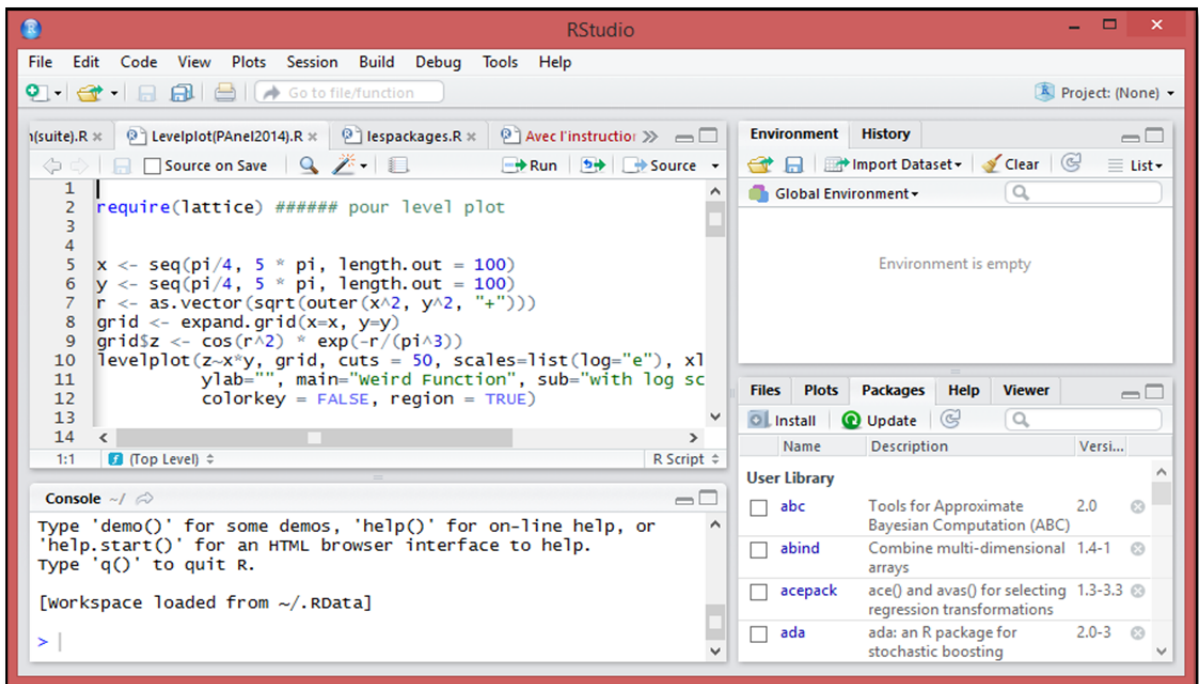 RStudio
File Edit Code View Plots Session Build Debug Tools Help
Go to file/function
Project: (None)
(suite).R
Levelplot(PAnel2014).R
lespackages.R
Avec l'instruction
Source on Save
Run
Source
1
2 require(lattice) ###### pour level plot
3
4
5 x <- seq(pi/4, 5 * pi, length.out = 100)
6 y <- seq(pi/4, 5 * pi, length.out = 100)
7 r <- as.vector(sqrt(outer(x^2, y^2, "+")))
8 grid <- expand.grid(x=x, y=y)
9 grid$z <- cos(r^2) * exp(-r/(pi^3))
10 levelplot(z~x*y, grid, cuts = 50, scales=list(log="e"), xl
11 ylab="", main="Weird Function", sub="with log sc
12 colorkey = FALSE, region = TRUE)
13
14
1:1 (Top Level) R Script
Console ~/
Type 'demo()' for some demos, 'help()' for on-line help, or
'help.start()' for an HTML browser interface to help.
Type 'q()' to quit R.
[Workspace loaded from ~/.RData]
>
Environment History
Import Dataset Clear List
Global Environment
Environment is empty
Files Plots Packages Help Viewer
Install Update
Name Description Versi...
User Library
abc Tools for Approximate 2.0
Bayesian Computation (ABC)
abind Combine multi-dimensional 1.4-1
arrays
acepack ace() and avas() for selecting 1.3-3.3
regression transformations
ada ada: an R package for 2.0-3
stochastic boosting